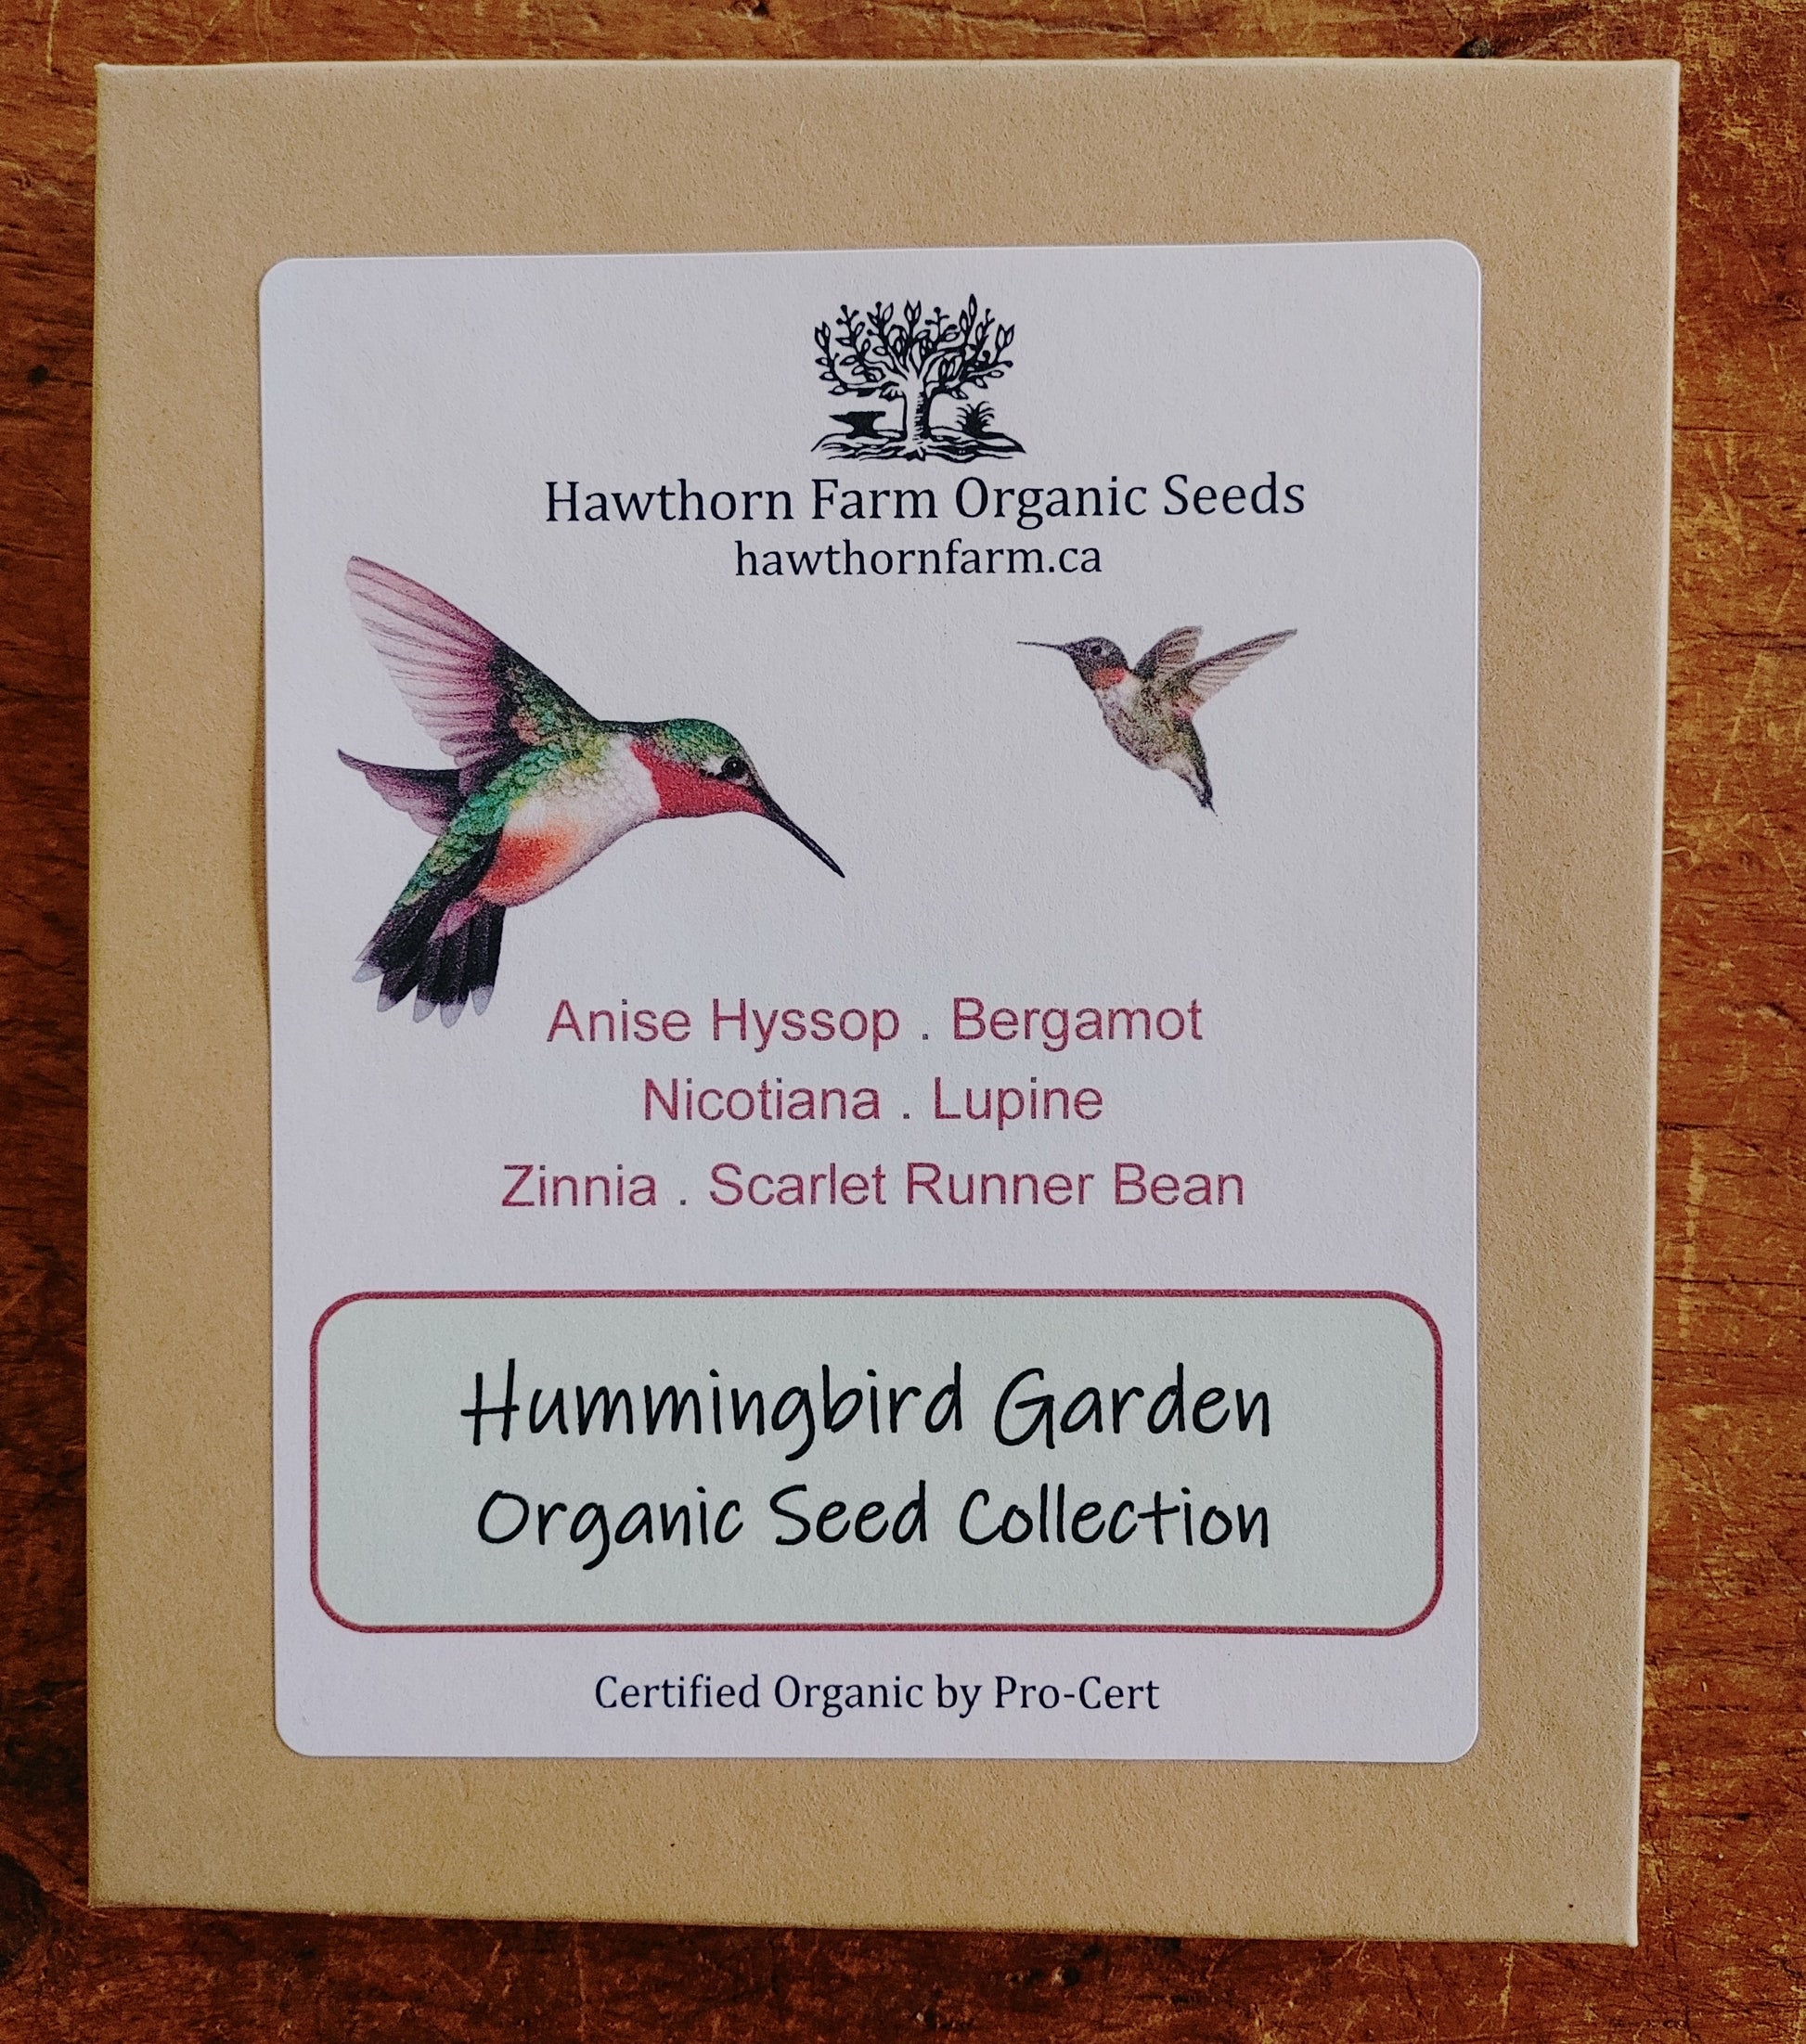 Hawthorn Farm Organic Seeds
hawthornfarm.ca
Anise Hyssop . Bergamot
Nicotiana . Lupine
Zinnia . Scarlet Runner Bean
Hummingbird Garden
Organic Seed Collection
Certified Organic by Pro-Cert